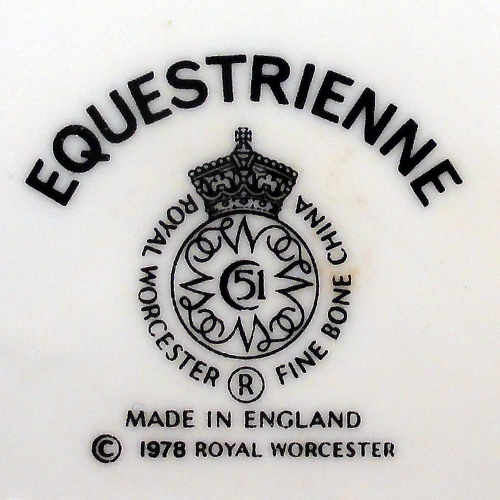 EQUESTRIENNE
ROYAL WORCESTER FINE BONE CHINA
C51
®
MADE IN ENGLAND
© 1978 ROYAL WORCESTER